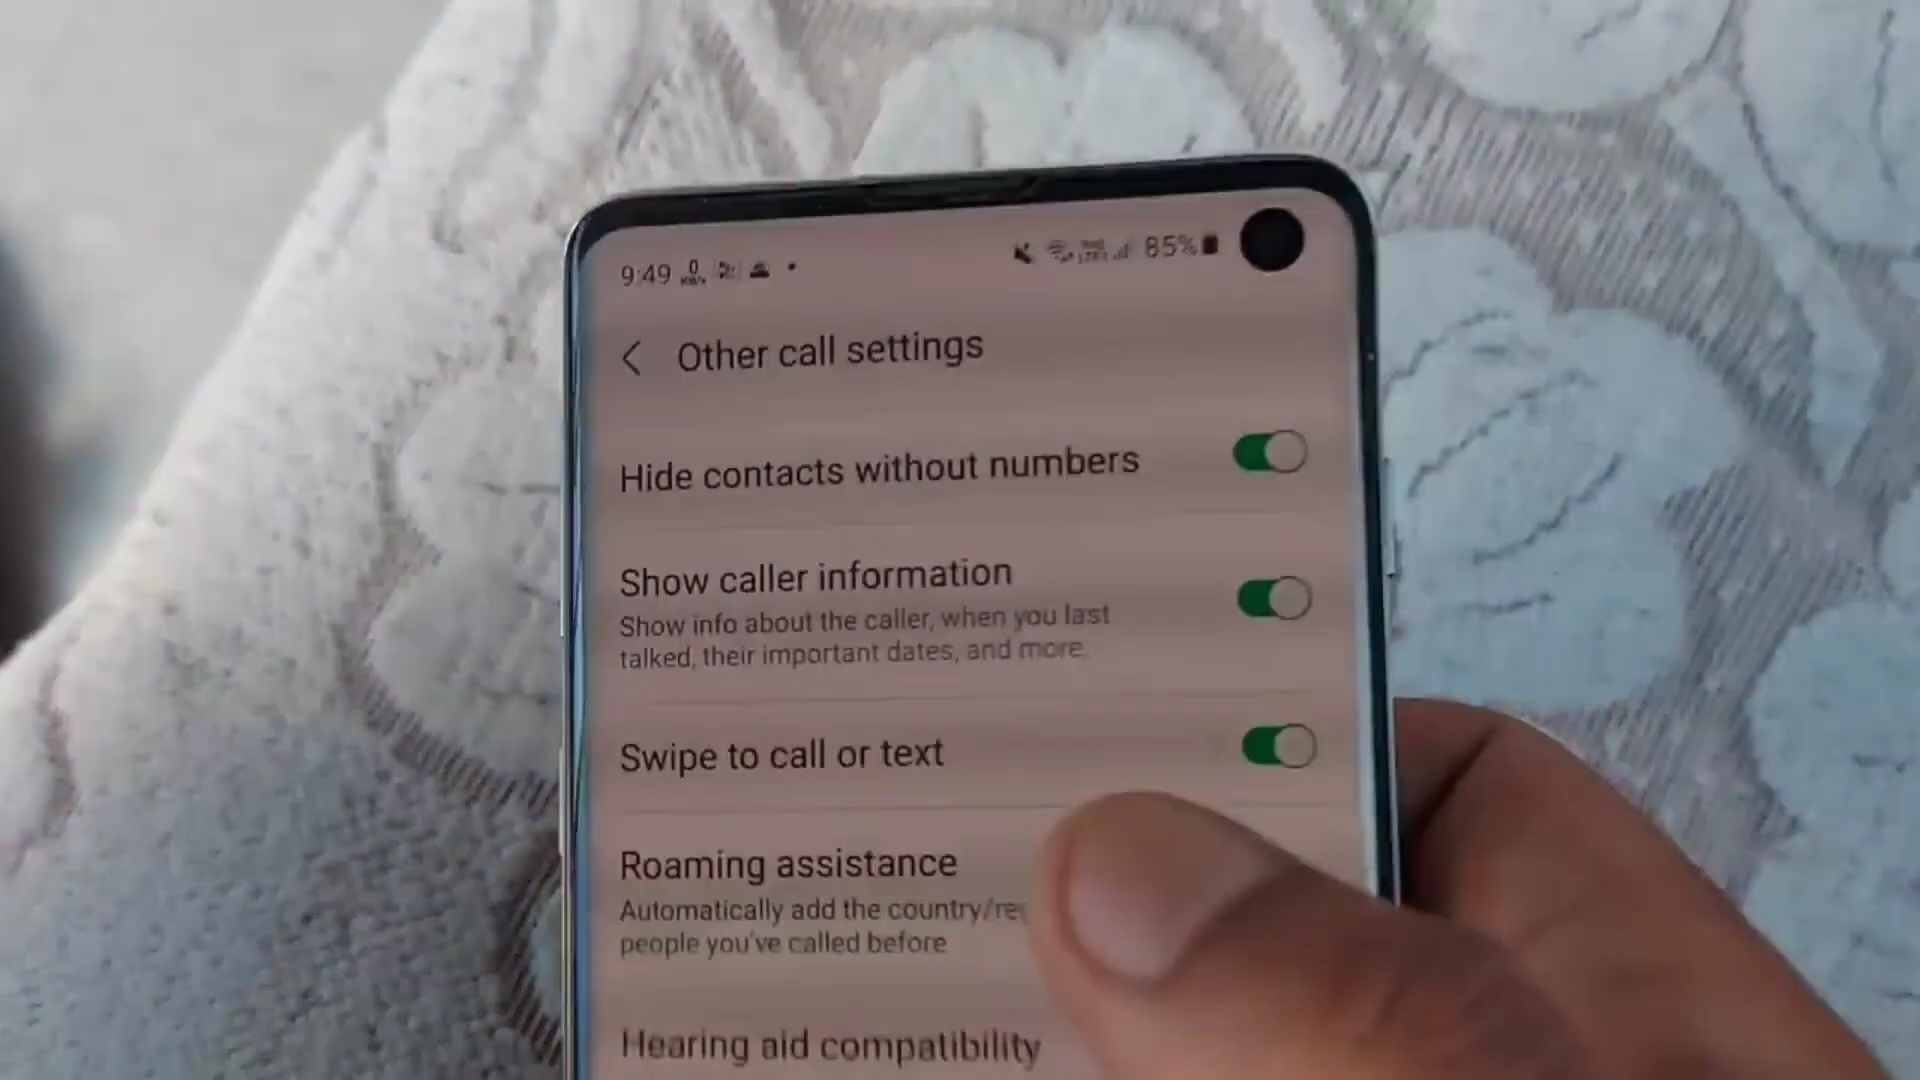 9:49 0 85%
Other call settings
Hide contacts without numbers
Show caller information
Show info about the caller, when you last
talked, their important dates, and more.
Swipe to call or text
Roaming assistance
Automatically add the country/re
people you've called before
Hearing aid compatibility